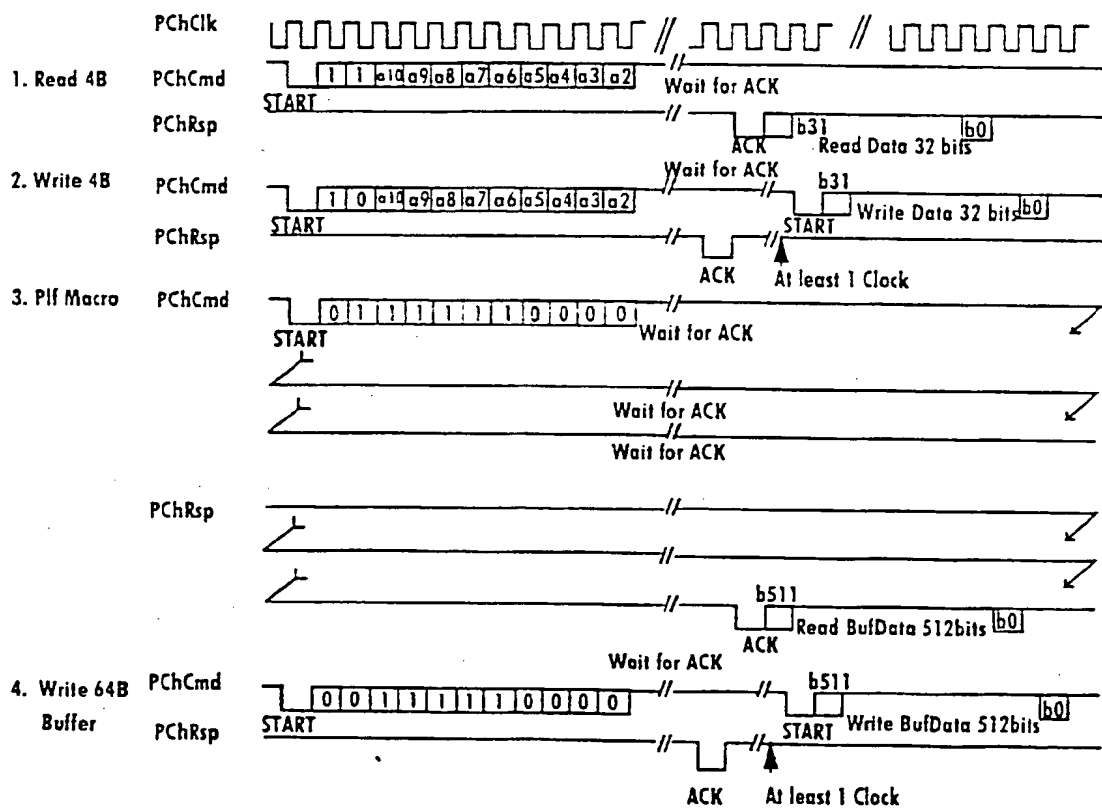 PChClk
1. Read 4B PChCmd 1 1 a10 a9 a8 a7 a6 a5 a4 a3 a2 Wait for ACK
START
PChRsp ACK b31 Read Data 32 bits b0
Wait for ACK
2. Write 4B PChCmd 1 0 a10 a9 a8 a7 a6 a5 a4 a3 a2 b31 Write Data 32 bits b0
START START
PChRsp
ACK At least 1 Clock
3. Plf Macro PChCmd 0 1 1 1 1 1 1 0 0 0 0 Wait for ACK
START
Wait for ACK
Wait for ACK
PChRsp
b511
Read BufData 512bits b0
ACK
Wait for ACK
4. Write 64B PChCmd 0 0 1 1 1 1 1 0 0 0 0 b511
Buffer START START Write BufData 512bits b0
PChRsp
ACK At least 1 Clock